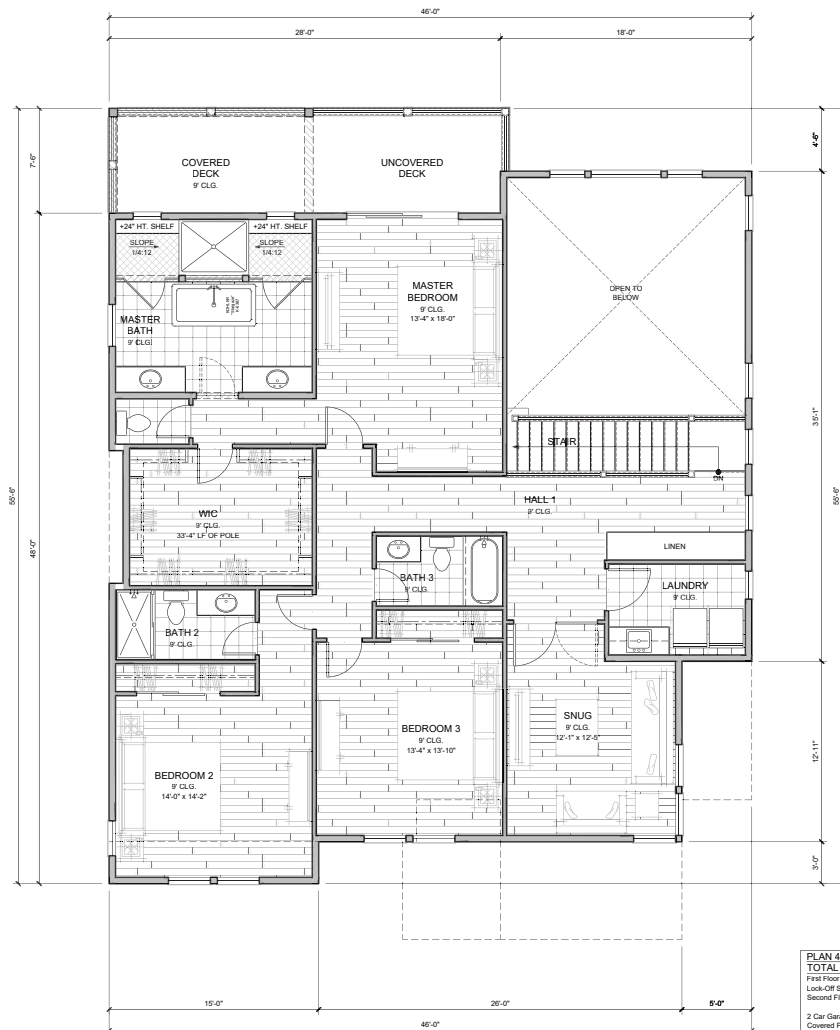 46'-0"
28'-0"
18'-0"
7'-6"
4'-6"
COVERED
DECK
9' CLG.
UNCOVERED
DECK
+24" HT. SHELF
+24" HT. SHELF
SLOPE
1/4:12
SLOPE
1/4:12
MASTER
BEDROOM
9' CLG.
13'-4" x 18'-0"
OPEN TO
BELOW
MASTER
BATH
9' CLG.
35'-1"
STAIR
DN
55'-6"
48'-0"
55'-6"
HALL 1
9' CLG.
WIC
9' CLG.
33'-4" LF OF POLE
LINEN
BATH 3
9' CLG.
LAUNDRY
9' CLG.
BATH 2
9' CLG.
SNUG
9' CLG.
12'-1" x 12'-5"
BEDROOM 3
9' CLG.
13'-4" x 13'-10"
12'-11"
BEDROOM 2
9' CLG.
14'-0" x 14'-2"
3'-0"
15'-0"
26'-0"
5'-0"
46'-0"
PLAN 4
TOTAL
First Floor
Lock-Off S
Second Fl
2 Car Gara
Covered P